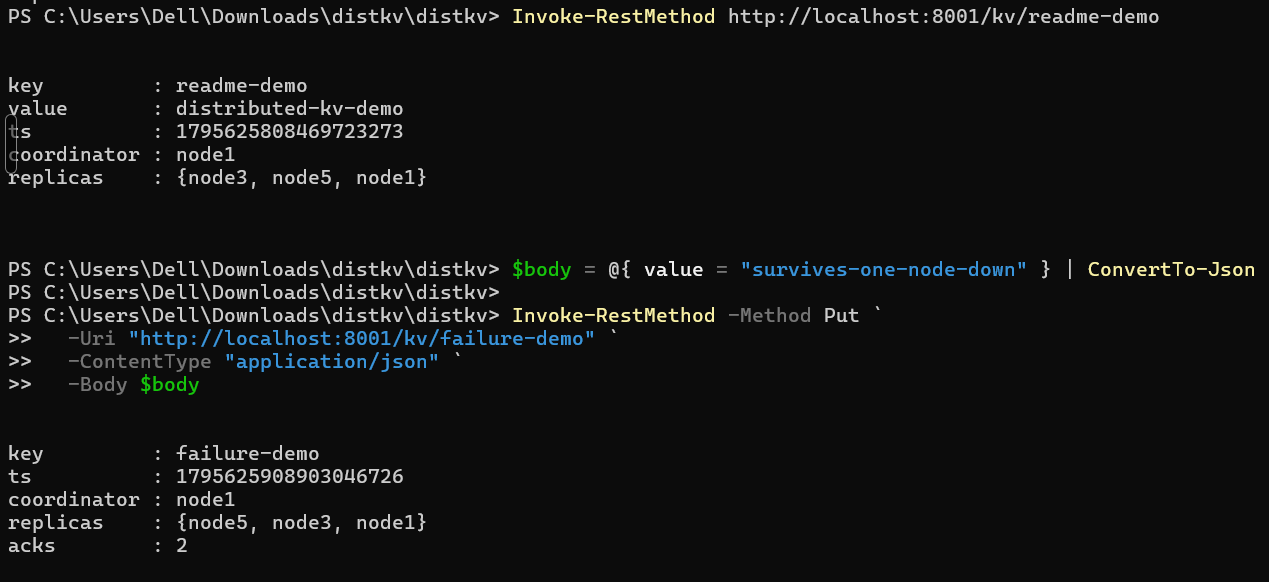 PS C:\Users\Dell\Downloads\distkv\distkv> Invoke-RestMethod http://localhost:8001/kv/readme-demo
key         : readme-demo
value       : distributed-kv-demo
ts          : 1795625808469723273
coordinator : node1
replicas    : {node3, node5, node1}
PS C:\Users\Dell\Downloads\distkv\distkv> $body = @{ value = "survives-one-node-down" } | ConvertTo-Json
PS C:\Users\Dell\Downloads\distkv\distkv>
PS C:\Users\Dell\Downloads\distkv\distkv> Invoke-RestMethod -Method Put `
>>   -Uri "http://localhost:8001/kv/failure-demo" `
>>   -ContentType "application/json" `
>>   -Body $body
key         : failure-demo
ts          : 1795625908903046726
coordinator : node1
replicas    : {node5, node3, node1}
acks        : 2